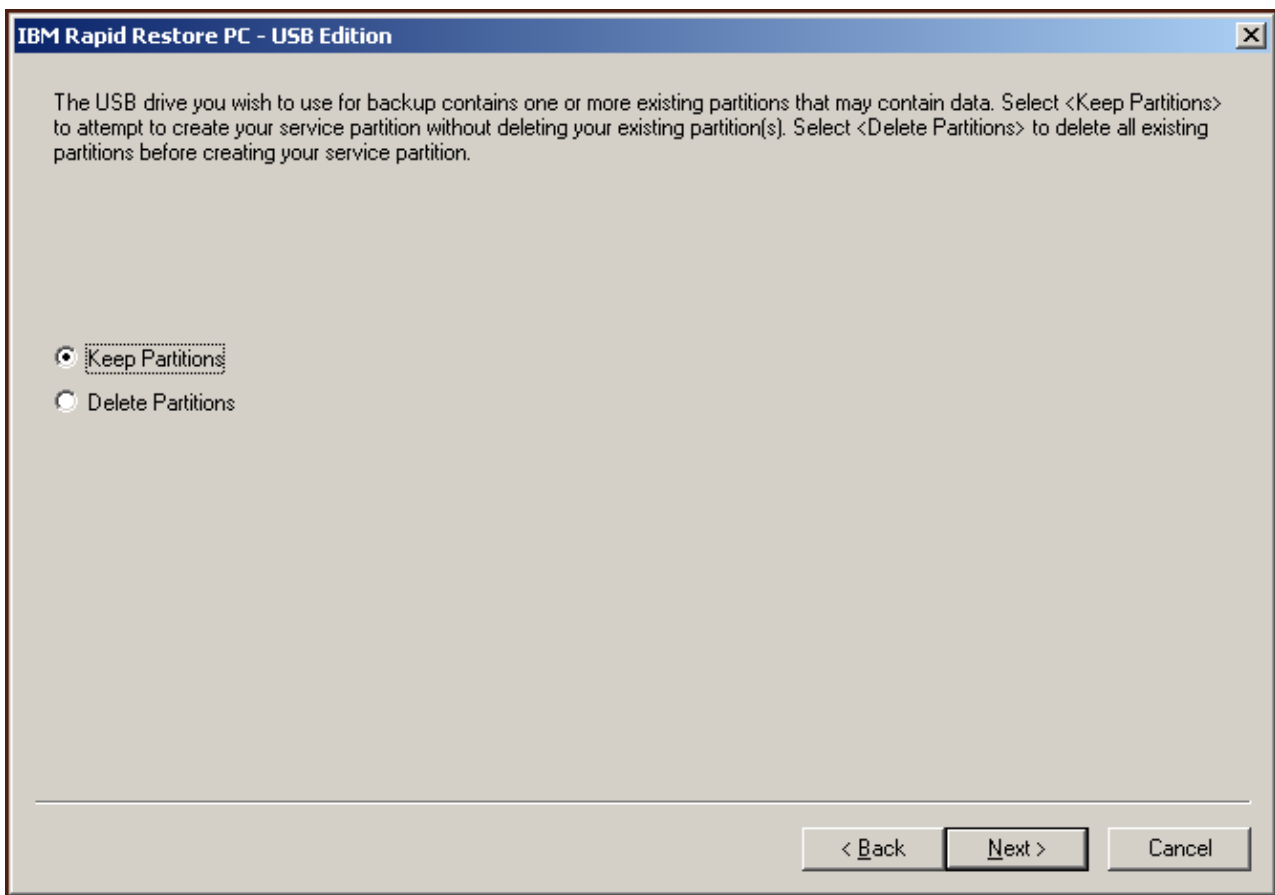 IBM Rapid Restore PC - USB Edition
The USB drive you wish to use for backup contains one or more existing partitions that may contain data. Select <Keep Partitions>
to attempt to create your service partition without deleting your existing partition(s). Select <Delete Partitions> to delete all existing
partitions before creating your service partition.
Keep Partitions
Delete Partitions
< Back Next > Cancel